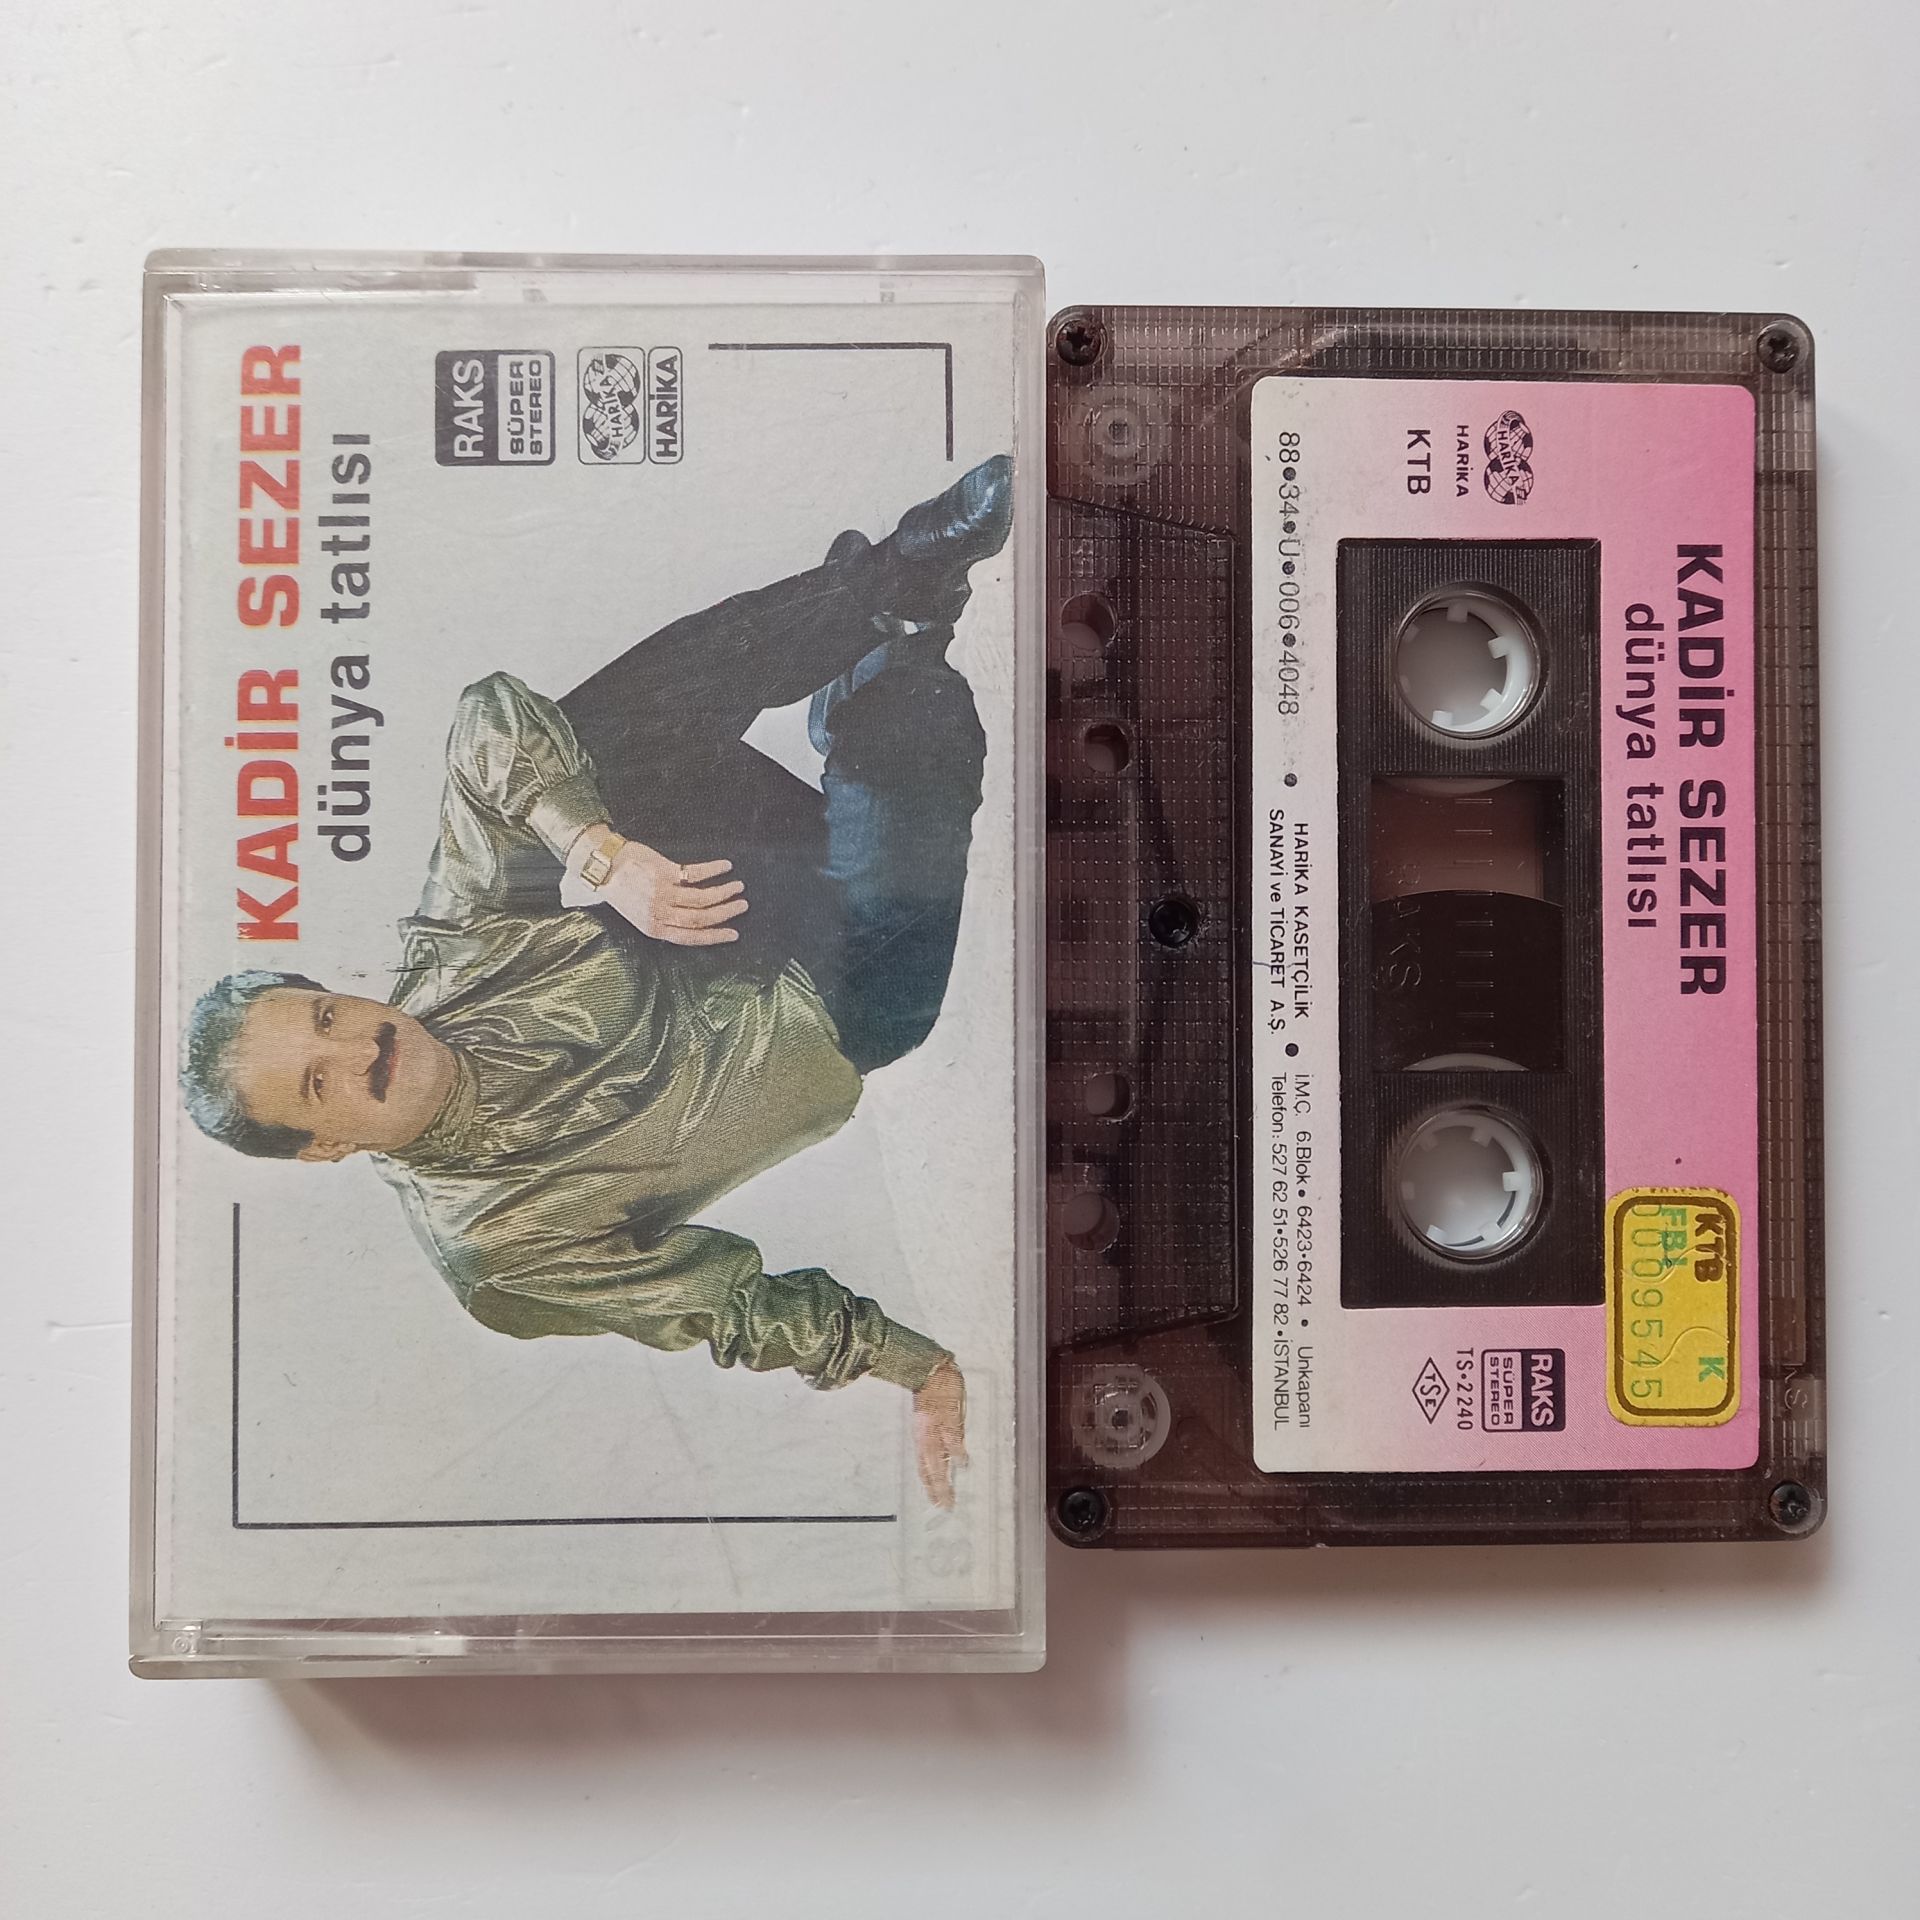 KADİR SEZER
dünya tatlısı
RAKS
SÜPER
STEREO
HARİKA
HARİKA
KADİR SEZER
dünya tatlısı
HARİKA
HARİKA
KTB
RAKS
SÜPER
STEREO
TS•2240
TSE
KTB
K
0009545
88•34•Ü•006•4048 •
HARİKA KASETÇİLİK
SANAYİ ve TİCARET A.Ş.
• İ.M.Ç. 6.Blok • 6423•6424 • Unkapanı
Telefon: 527 62 51•526 77 82 •İSTANBUL
RAKS